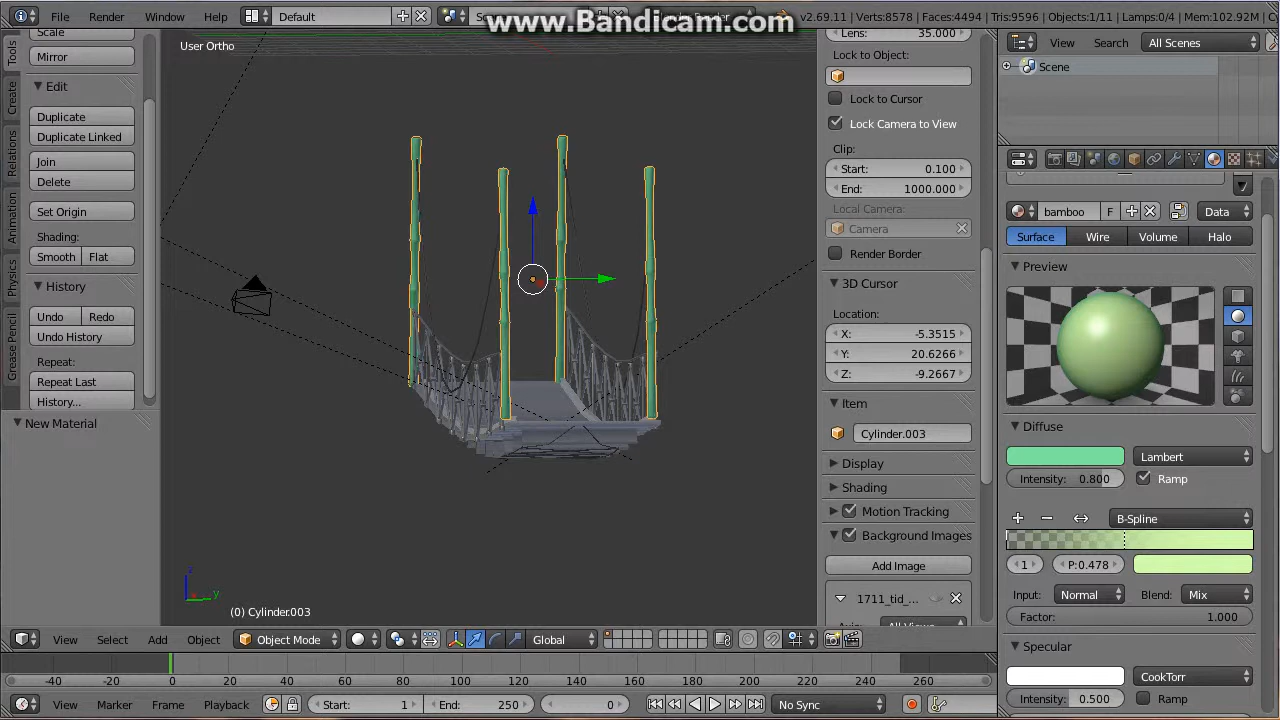 www.Bandicam.com
File Render Window Help Default v2.69.11 | Verts:8578 | Faces:4494 | Tris:9596 | Objects:1/11 | Lamps:0/4
Scale
Mirror
Edit
Duplicate
Duplicate Linked
Join
Delete
Set Origin
Shading:
Smooth Flat
History
Undo Redo
Undo History
Repeat:
Repeat Last
History...
New Material
Tools
Create
Relations
Animation
Physics
Grease Pencil
User Ortho
z
y
(0) Cylinder.003
Lens: 35.000
Lock to Object:
Lock to Cursor
Lock Camera to View
Clip:
Start: 0.100
End: 1000.000
Local Camera:
Camera
Render Border
3D Cursor
Location:
X: -5.3515
Y: 20.6266
Z: -9.2667
Item
Cylinder.003
Display
Shading
Motion Tracking
Background Images
Add Image
1711_tid_...
View Search All Scenes
Scene
bamboo F Data
Surface Wire Volume Halo
Preview
Diffuse
Lambert
Intensity: 0.800 Ramp
B-Spline
1 P:0.478
Input: Normal Blend: Mix
Factor: 1.000
Specular
CookTorr
Intensity: 0.500 Ramp
View Select Add Object Object Mode Global
-40 -20 0 20 40 60 80 100 120 140 160 180 200 220 240 260
View Marker Frame Playback Start: 1 End: 250 0 No Sync